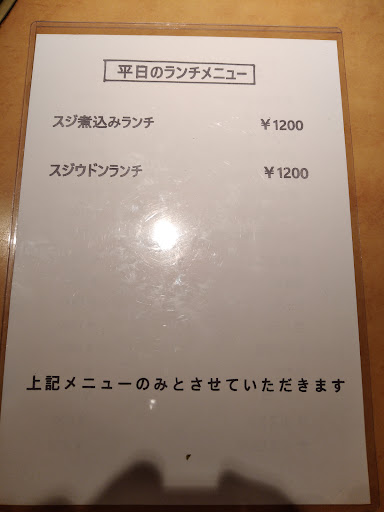 平日のランチメニュー
スジ煮込みランチ ¥1200
スジウドンランチ ¥1200
上記メニューのみとさせていただきます